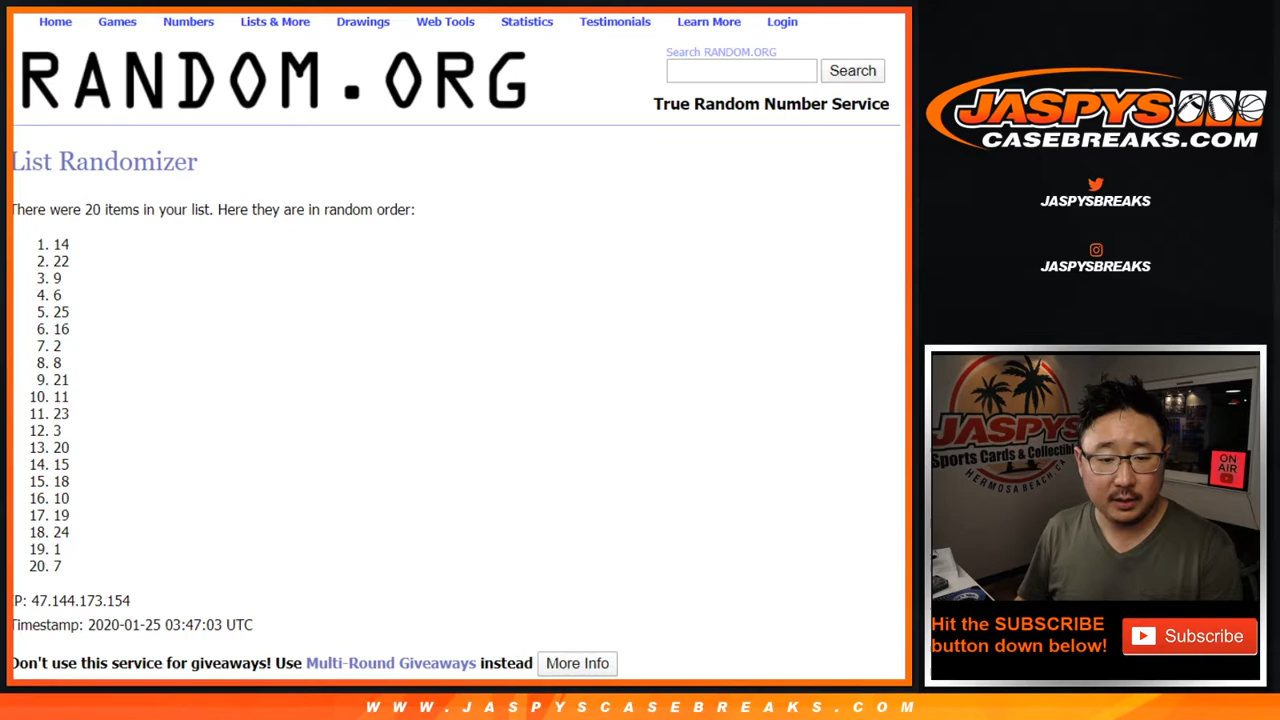 Home Games Numbers Lists & More Drawings Web Tools Statistics Testimonials Learn More Login
RANDOM.ORG
Search RANDOM.ORG
Search
True Random Number Service
List Randomizer
There were 20 items in your list. Here they are in random order:
1. 14
2. 22
3. 9
4. 6
5. 25
6. 16
7. 2
8. 8
9. 21
10. 11
11. 23
12. 3
13. 20
14. 15
15. 18
16. 10
17. 19
18. 24
19. 1
20. 7
IP: 47.144.173.154
Timestamp: 2020-01-25 03:47:03 UTC
Don't use this service for giveaways! Use Multi-Round Giveaways instead More Info
JASPYS
CASEBREAKS.COM
JASPYSBREAKS
JASPYSBREAKS
JASPYS
Sports Cards & Collectibl
HERMOSA BEACH, CA
ON
AIR
Hit the SUBSCRIBE
button down below!
Subscribe
WWW.JASPYSCASEBREAKS.COM